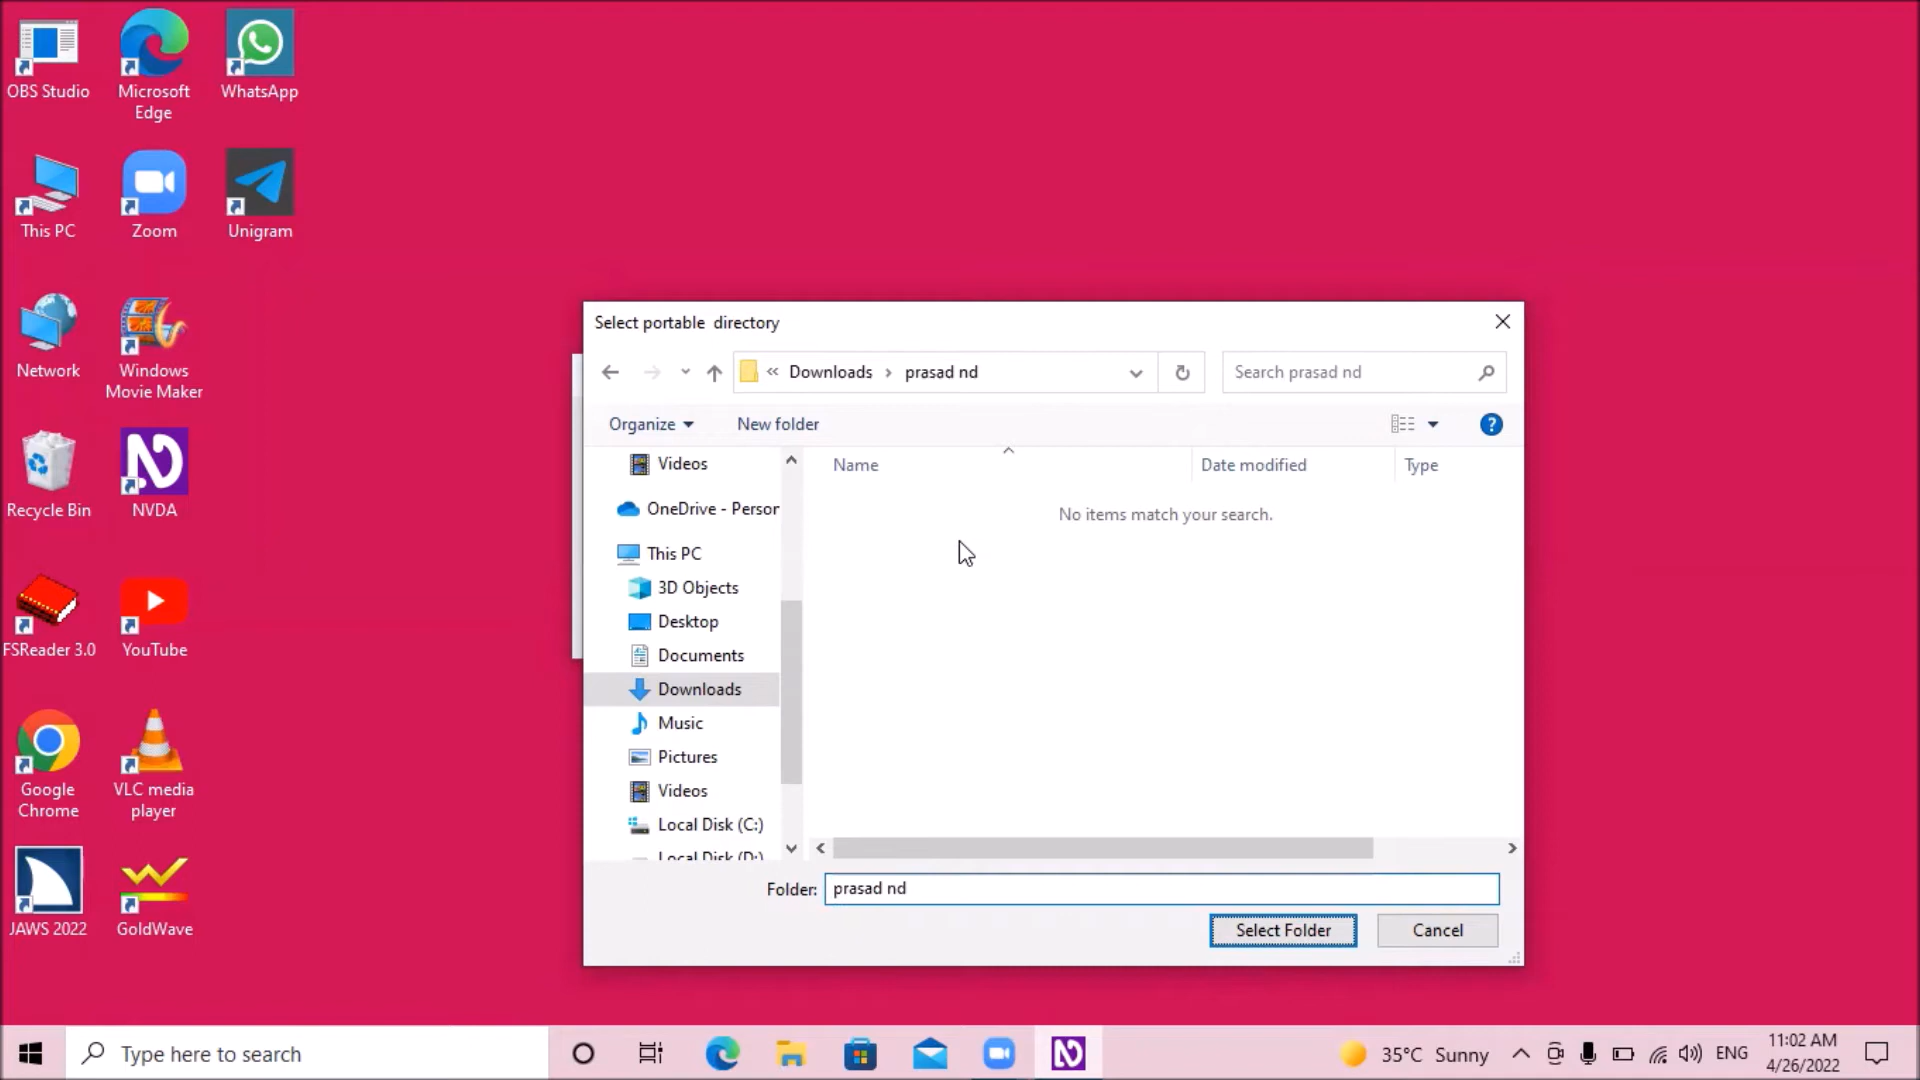 OBS Studio
Microsoft
Edge
WhatsApp
This PC
Zoom
Unigram
Network
Windows
Movie Maker
Recycle Bin
NVDA
FSReader 3.0
YouTube
Google
Chrome
VLC media
player
JAWS 2022
GoldWave
Select portable directory
« Downloads › prasad nd
Search prasad nd
Organize
New folder
Videos
OneDrive - Person
This PC
3D Objects
Desktop
Documents
Downloads
Music
Pictures
Videos
Local Disk (C:)
Local Disk (D:)
Name
Date modified
Type
No items match your search.
Folder: prasad nd
Select Folder
Cancel
Type here to search
35°C Sunny
ENG
11:02 AM
4/26/2022